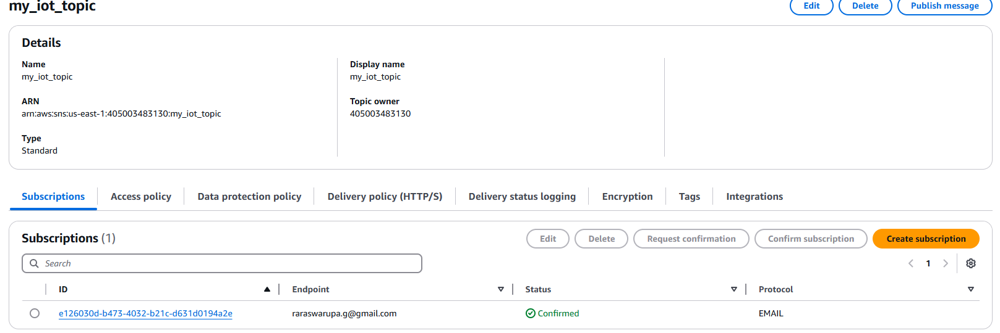 my_iot_topic
Edit
Delete
Publish message
Details
Name
my_iot_topic
Display name
my_iot_topic
ARN
arn:aws:sns:us-east-1:405003483130:my_iot_topic
Topic owner
405003483130
Type
Standard
Subscriptions
Access policy
Data protection policy
Delivery policy (HTTP/S)
Delivery status logging
Encryption
Tags
Integrations
Subscriptions (1)
Edit
Delete
Request confirmation
Confirm subscription
Create subscription
Search
1
ID
Endpoint
Status
Protocol
e126030d-b473-4032-b21c-d631d0194a2e
raraswarupa.g@gmail.com
Confirmed
EMAIL